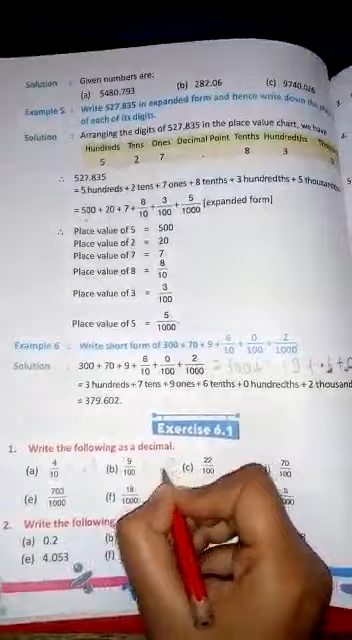 Solution : Given numbers are:
(a) 5480.793 (b) 282.06 (c) 9740.026
Example 5 : Write 527.835 in expanded form and hence write down the
of each of its digits.
Solution : Arranging the digits of 527.835 in the place value chart, we have
Hundreds Tens Ones Decimal Point Tenths Hundredths
5 2 7 . 8 3
∴ 527.835
= 5 hundreds + 2 tens + 7 ones + 8 tenths + 3 hundredths + 5 thousandths
= 500 + 20 + 7 + 8/10 + 3/100 + 5/1000 [expanded form]
∴ Place value of 5 = 500
Place value of 2 = 20
Place value of 7 = 7
Place value of 8 = 8/10
Place value of 3 = 3/100
Place value of 5 = 5/1000
Example 6 : Write short form of 300 + 70 + 9 + 6/10 + 0/100 + 2/1000
Solution : 300 + 70 + 9 + 6/10 + 0/100 + 2/1000
= 3 hundreds + 7 tens + 9 ones + 6 tenths + 0 hundredths + 2 thousand
= 379.602.
Exercise 6.1
1. Write the following as a decimal.
(a) 4/10 (b) 9/100 (c) 22/100 70/100
(e) 703/1000 (f) 18/1000
2. Write the following
(a) 0.2 (b)
(e) 4.053 (f)